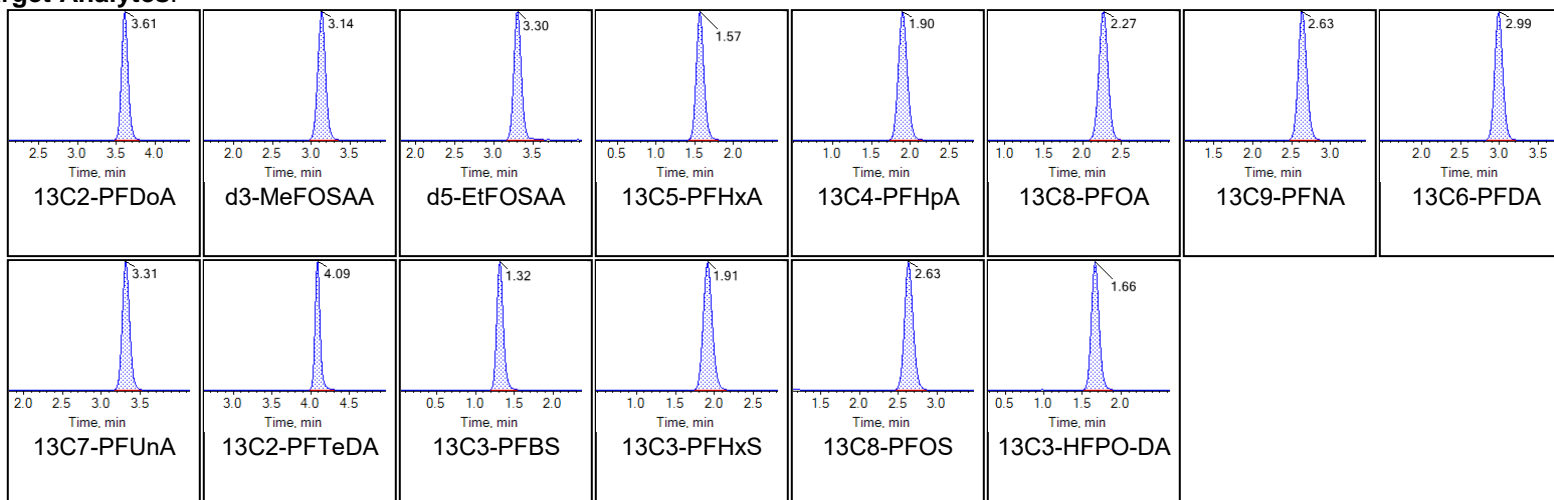 rget Analytes:
3.61 3.14 3.30 1.57 1.90 2.27 2.63 2.99
2.5 3.0 3.5 4.0 2.0 2.5 3.0 3.5 2.0 2.5 3.0 3.5 0.5 1.0 1.5 2.0 1.0 1.5 2.0 2.5 1.0 1.5 2.0 2.5 1.5 2.0 2.5 3.0 2.0 2.5 3.0 3.5
Time, min Time, min Time, min Time, min Time, min Time, min Time, min Time, min
13C2-PFDoA d3-MeFOSAA d5-EtFOSAA 13C5-PFHxA 13C4-PFHpA 13C8-PFOA 13C9-PFNA 13C6-PFDA
3.31 4.09 1.32 1.91 2.63 1.66
2.0 2.5 3.0 3.5 3.0 3.5 4.0 4.5 0.5 1.0 1.5 2.0 1.0 1.5 2.0 2.5 1.5 2.0 2.5 3.0 0.5 1.0 1.5 2.0
Time, min Time, min Time, min Time, min Time, min Time, min
13C7-PFUnA 13C2-PFTeDA 13C3-PFBS 13C3-PFHxS 13C8-PFOS 13C3-HFPO-DA